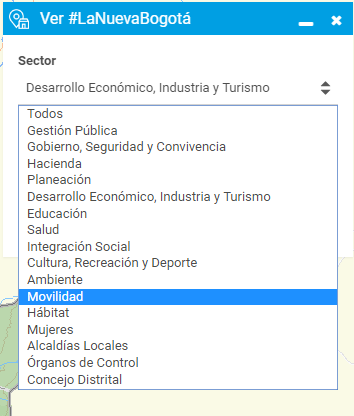 Ver #LaNuevaBogotá
Sector
Desarrollo Económico, Industria y Turismo
Todos
Gestión Pública
Gobierno, Seguridad y Convivencia
Hacienda
Planeación
Desarrollo Económico, Industria y Turismo
Educación
Salud
Integración Social
Cultura, Recreación y Deporte
Ambiente
Movilidad
Hábitat
Mujeres
Alcaldías Locales
Órganos de Control
Concejo Distrital